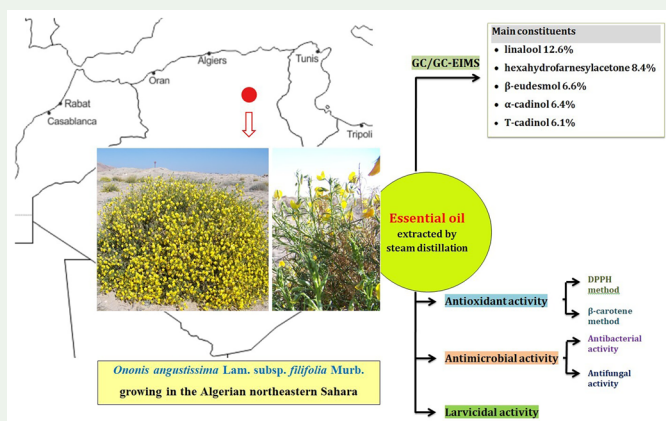 Algiers
Tunis
Oran
Rabat
Casablanca
Tripoli
Ononis angustissima Lam. subsp. filifolia Murb.
growing in the Algerian northeastern Sahara
Essential oil
extracted by
steam distillation
GC/GC-EIMS
Main constituents
• linalool 12.6%
• hexahydrofarnesylacetone 8.4%
• β-eudesmol 6.6%
• α-cadinol 6.4%
• T-cadinol 6.1%
Antioxidant activity
DPPH
method
β-carotene
method
Antimicrobial activity
Antibacterial
activity
Antifungal
activity
Larvicidal activity